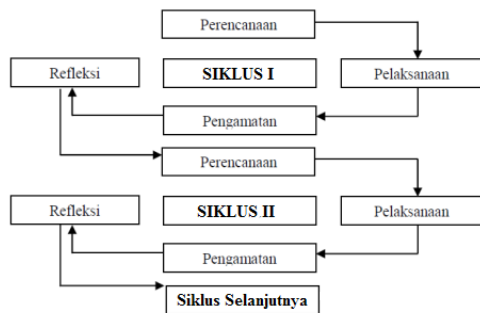 Perencanaan
Refleksi
SIKLUS I
Pelaksanaan
Pengamatan
Perencanaan
Refleksi
SIKLUS II
Pelaksanaan
Pengamatan
Siklus Selanjutnya